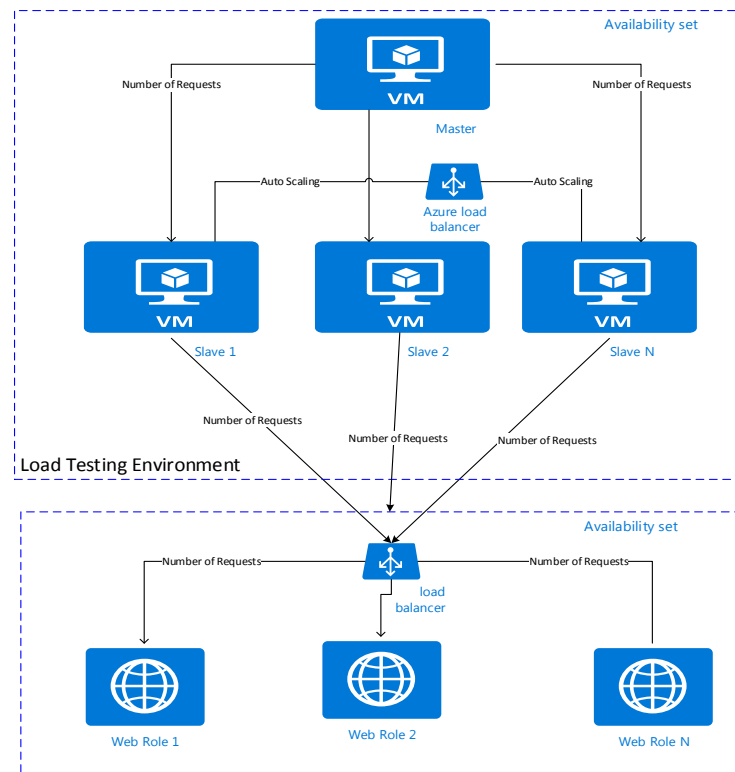 Availability set
VM
Number of Requests
Number of Requests
Master
Auto Scaling
Auto Scaling
Azure load
balancer
VM
VM
VM
Slave 1
Slave 2
Slave N
Number of Requests
Number of Requests
Number of Requests
Load Testing Environment
Availability set
Number of Requests
Number of Requests
load
balancer
Web Role 1
Web Role 2
Web Role N